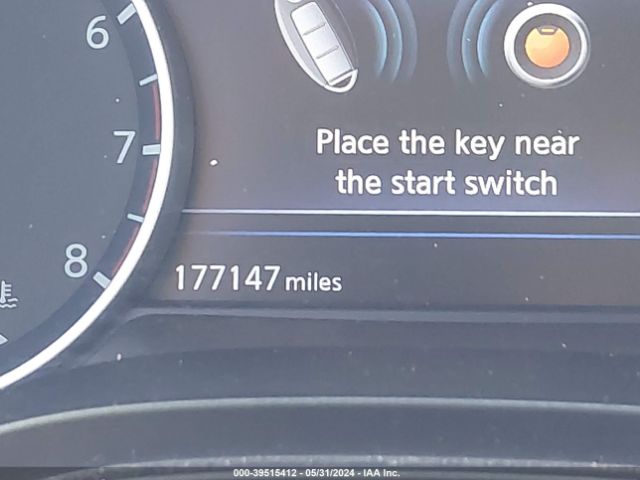 6
7
8
Place the key near
the start switch
177147 miles
000-39515412 - 05/31/2024 - IAA Inc.